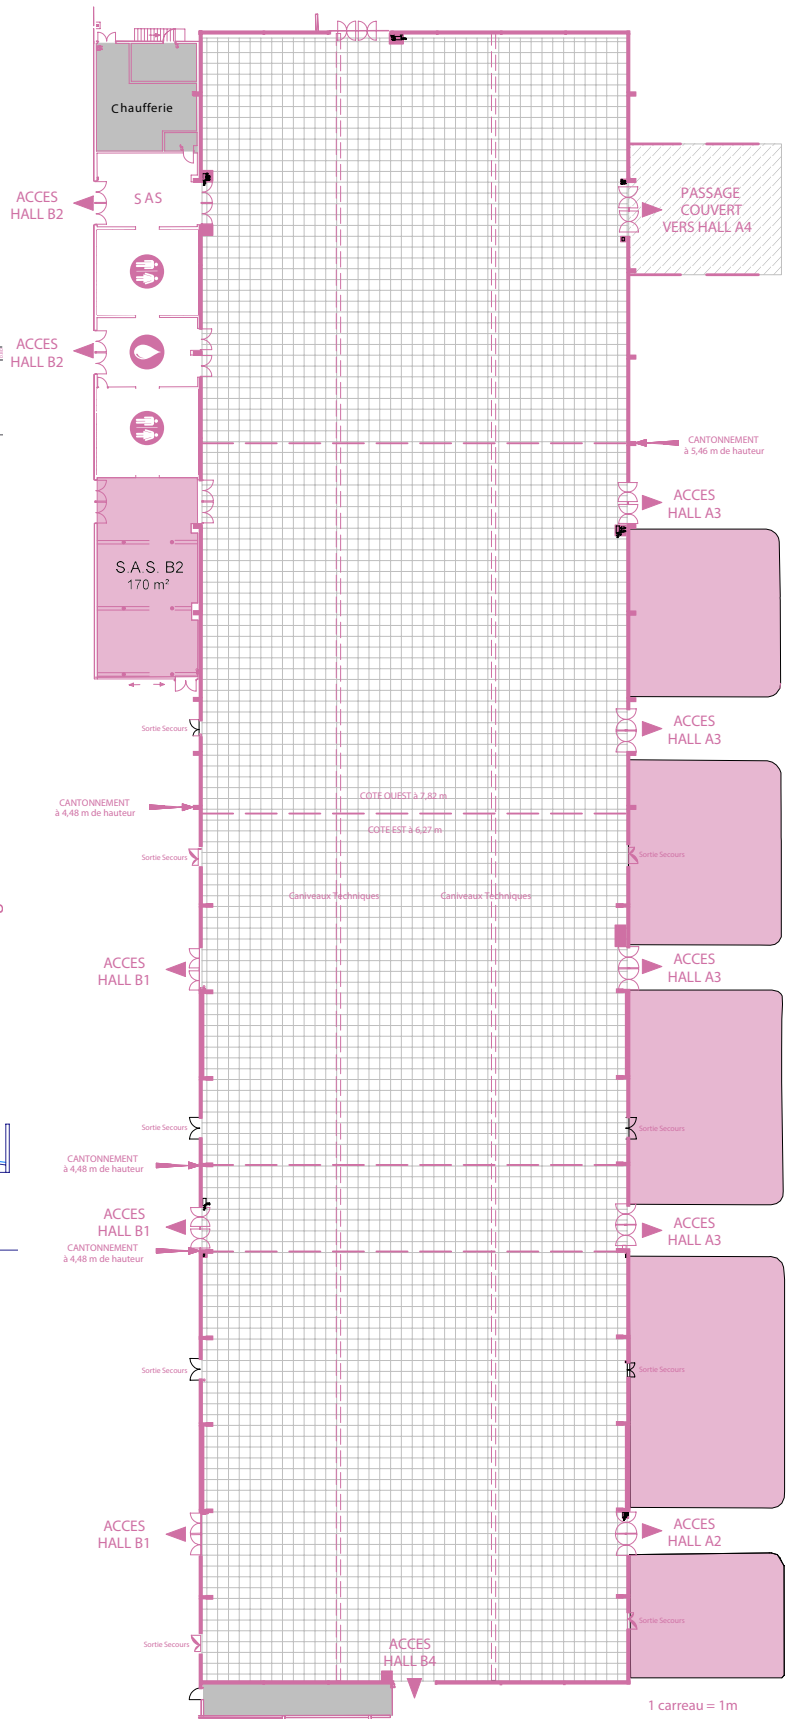 Chaufferie
ACCES
HALL B2
SAS
PASSAGE
COUVERT
VERS HALL A4
ACCES
HALL B2
CANTONNEMENT
à 5,46 m de hauteur
ACCES
HALL A3
S.A.S. B2
170 m²
Sortie Secours
ACCES
HALL A3
COTE OUEST à 7,82 m
CANTONNEMENT
à 4,48 m de hauteur
COTE EST à 6,27 m
Sortie Secours
Sortie Secours
Caniveaux Techniques
Caniveaux Techniques
ACCES
HALL B1
ACCES
HALL A3
Sortie Secours
Sortie Secours
CANTONNEMENT
à 4,48 m de hauteur
ACCES
HALL B1
ACCES
HALL A3
CANTONNEMENT
à 4,48 m de hauteur
Sortie Secours
Sortie Secours
ACCES
HALL B1
ACCES
HALL A2
Sortie Secours
Sortie Secours
ACCES
HALL B4
1 carreau = 1m